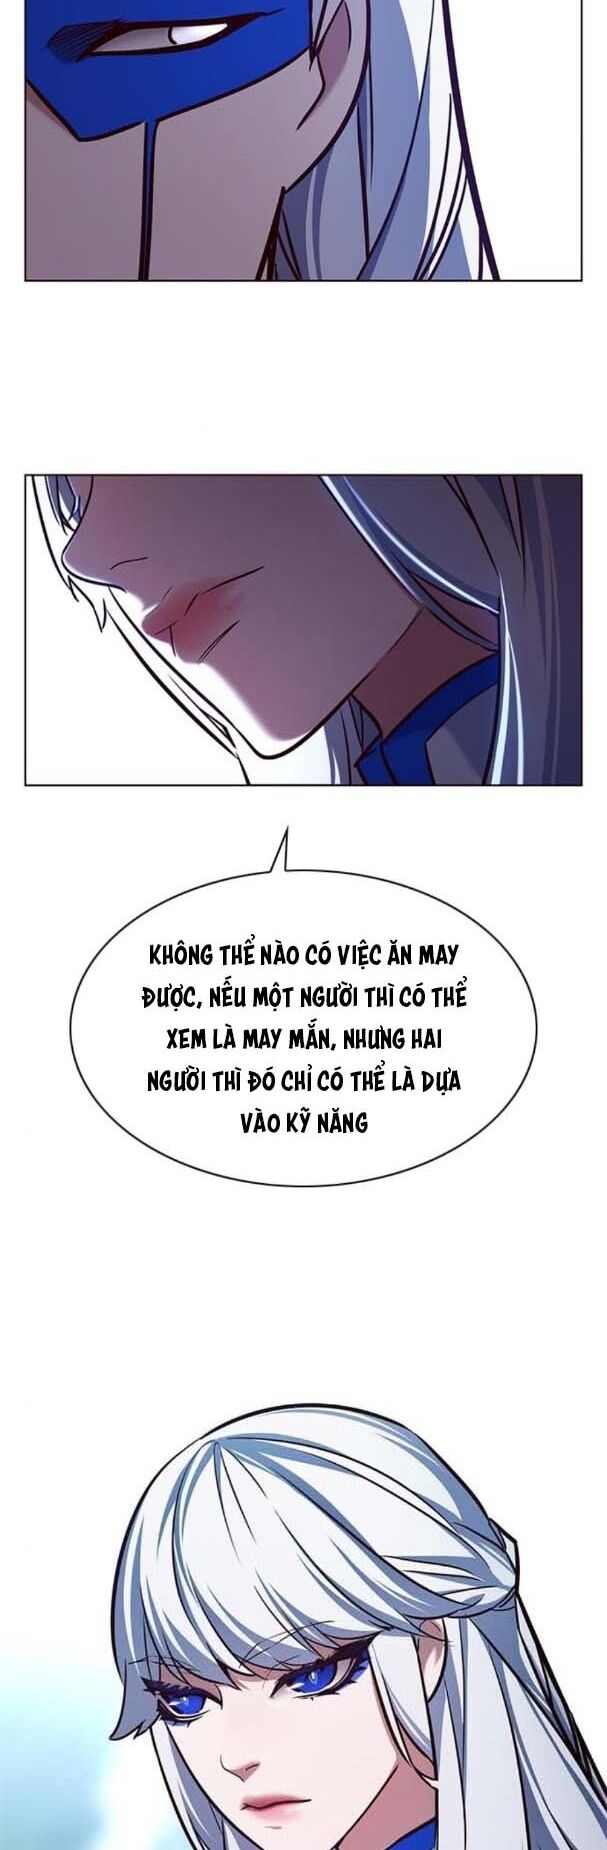 KHÔNG THỂ NÀO CÓ VIỆC ĂN MAY
ĐƯỢC, NẾU MỘT NGƯỜI THÌ CÓ THỂ
XEM LÀ MAY MẮN, NHƯNG HAI
NGƯỜI THÌ ĐÓ CHỈ CÓ THỂ LÀ DỰA
VÀO KỸ NĂNG